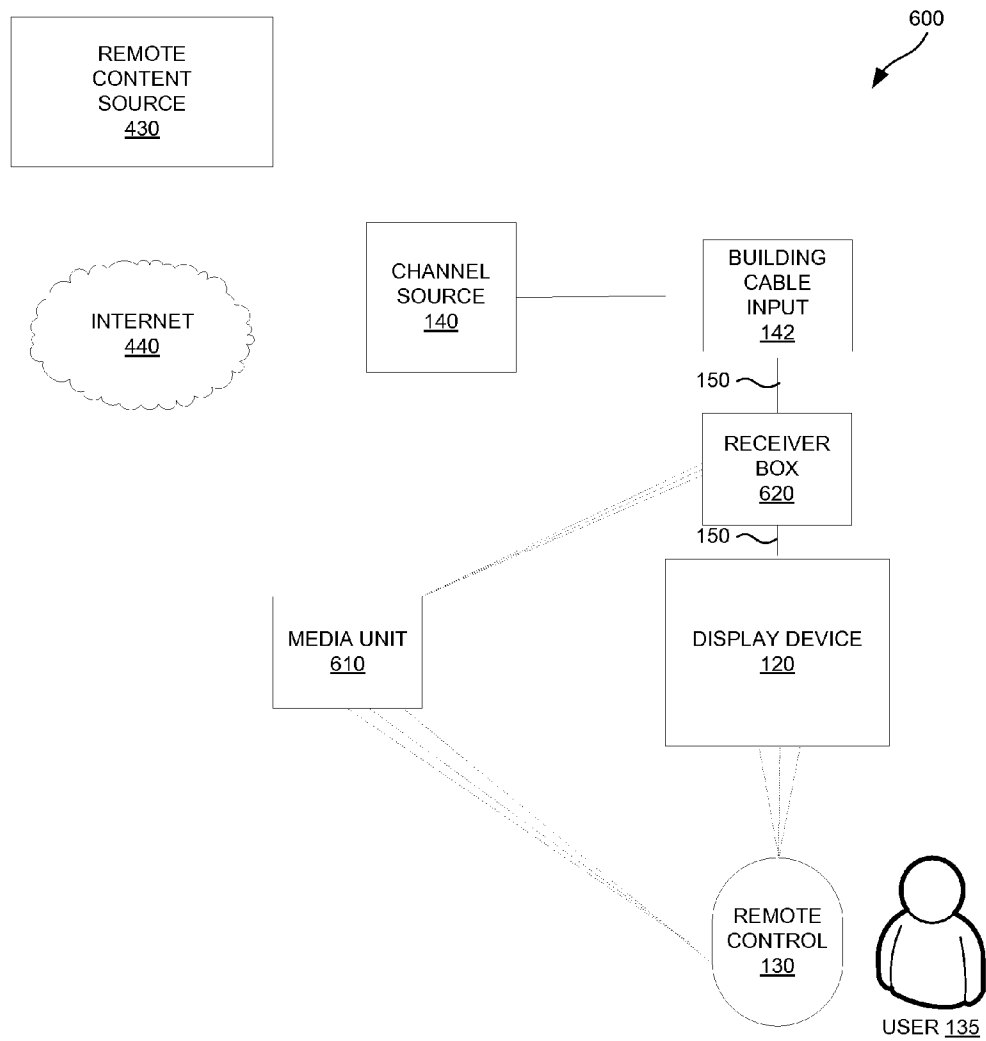 600
REMOTE
CONTENT
SOURCE
430
CHANNEL
SOURCE
140
BUILDING
CABLE
INPUT
142
INTERNET
440
150
RECEIVER
BOX
620
150
MEDIA UNIT
610
DISPLAY DEVICE
120
REMOTE
CONTROL
130
USER 135